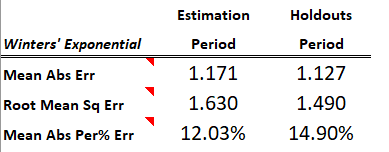 Estimation Holdouts
Winters' Exponential Period Period
Mean Abs Err 1.171 1.127
Root Mean Sq Err 1.630 1.490
Mean Abs Per% Err 12.03% 14.90%